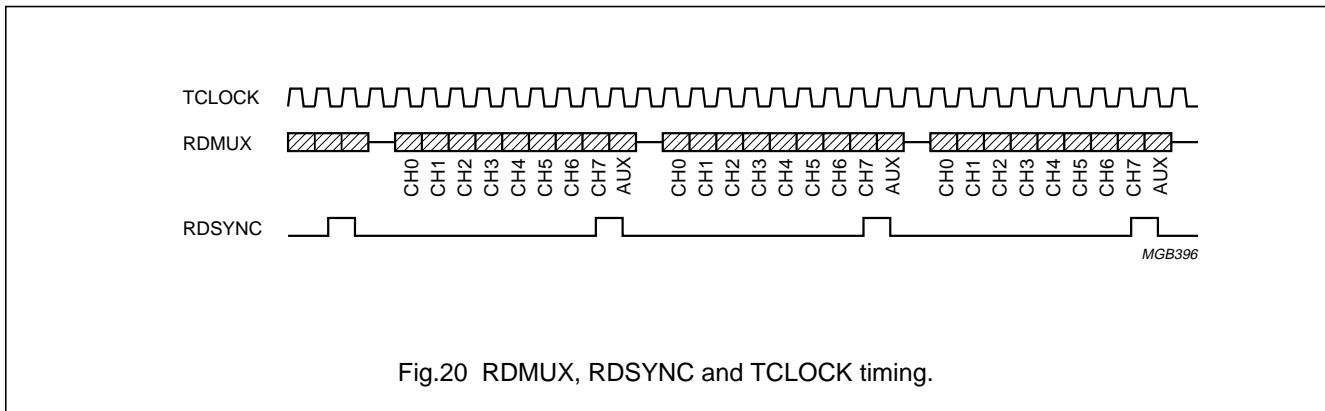 TCLOCK
RDMUX
CH0 CH1 CH2 CH3 CH4 CH5 CH6 CH7 AUX CH0 CH1 CH2 CH3 CH4 CH5 CH6 CH7 AUX CH0 CH1 CH2 CH3 CH4 CH5 CH6 CH7 AUX
RDSYNC
MGB396
Fig.20 RDMUX, RDSYNC and TCLOCK timing.